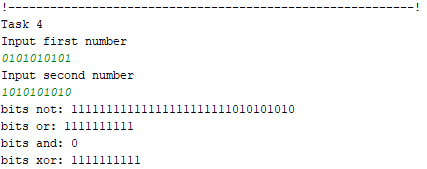 !----------------------------------------------------------!
Task 4
Input first number
0101010101
Input second number
1010101010
bits not: 11111111111111111111111010101010
bits or: 1111111111
bits and: 0
bits xor: 1111111111